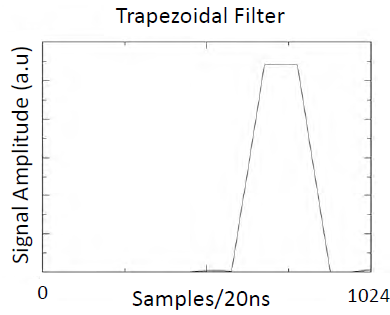 Trapezoidal Filter
Signal Amplitude (a.u)
0
1024
Samples/20ns